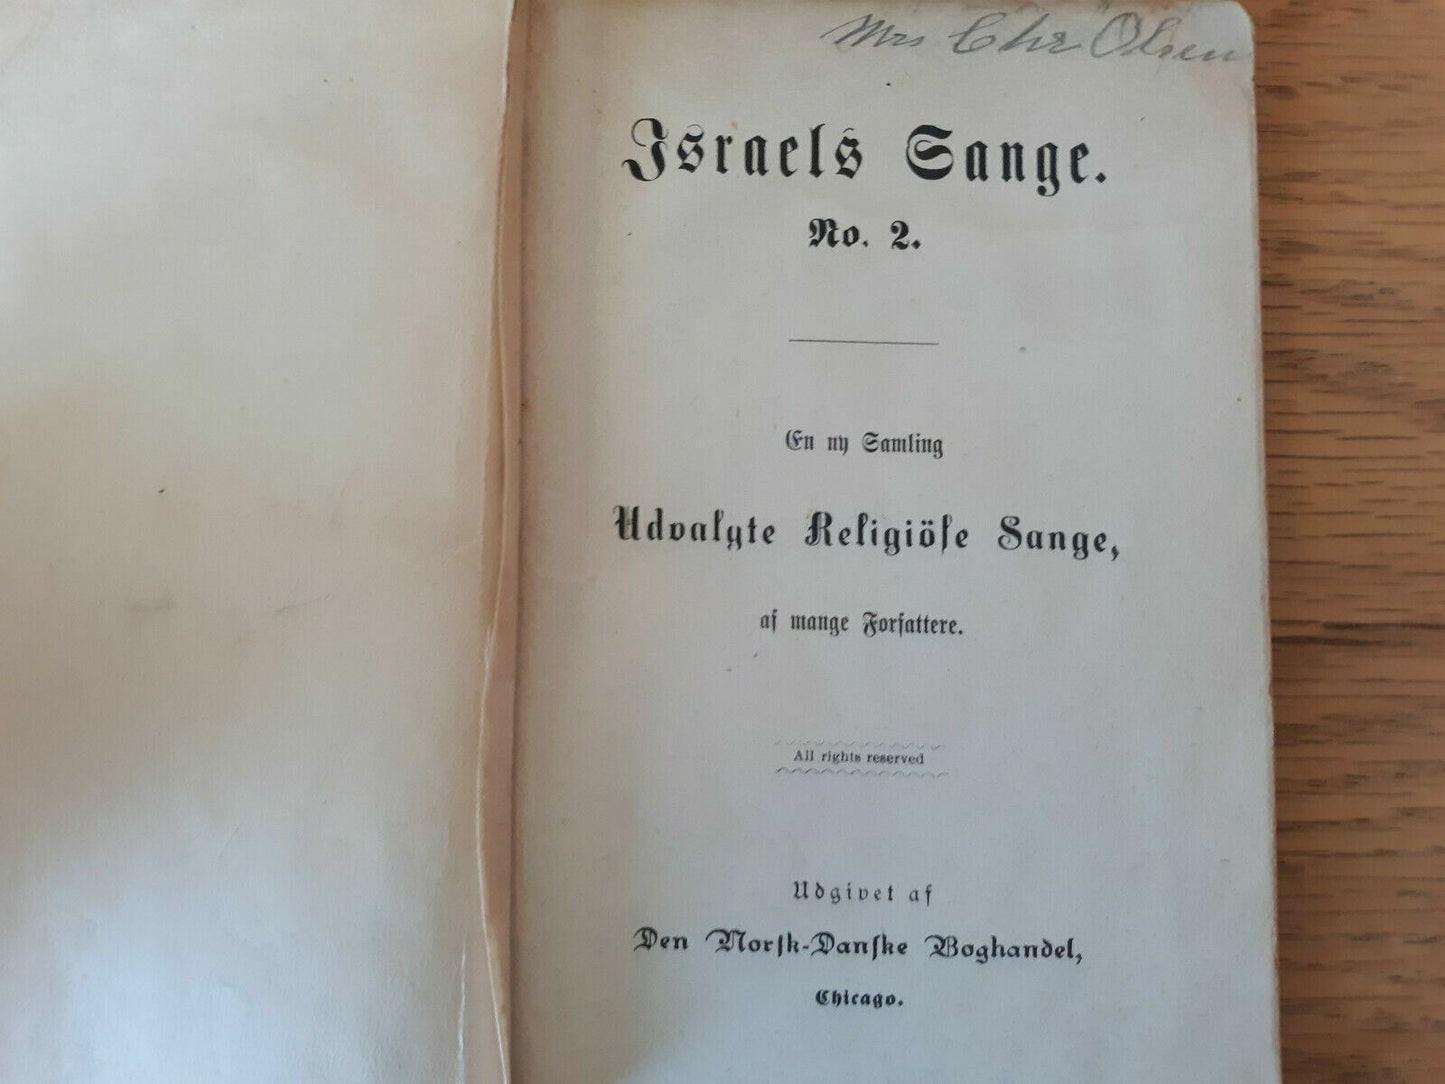 Mrs Chr Olsen
Israels Sange.
No. 2.
En ny Samling
Udvalgte Religiöse Sange,
af mange Forfattere.
All rights reserved
Udgivet af
Den Norsk-Danske Boghandel,
Chicago.